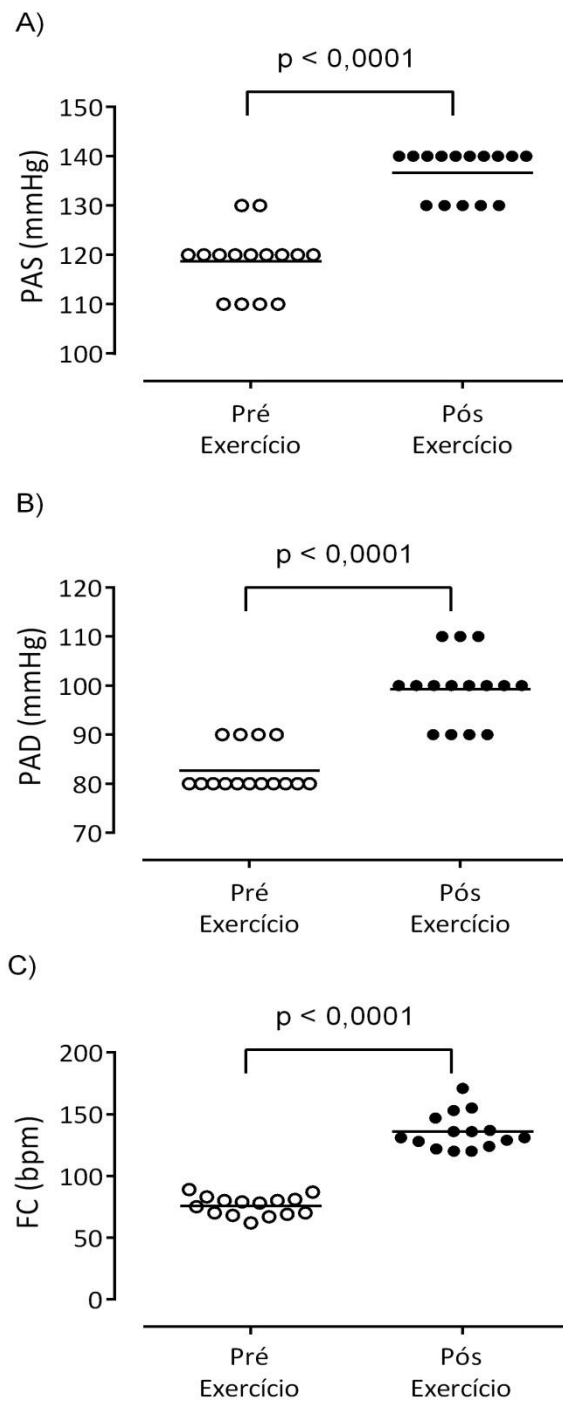 A)
p < 0,0001
PAS (mmHg)
150
140
130
120
110
100
Pré
Exercício
Pós
Exercício
B)
p < 0,0001
PAD (mmHg)
120
110
100
90
80
70
Pré
Exercício
Pós
Exercício
C)
p < 0,0001
FC (bpm)
200
150
100
50
0
Pré
Exercício
Pós
Exercício